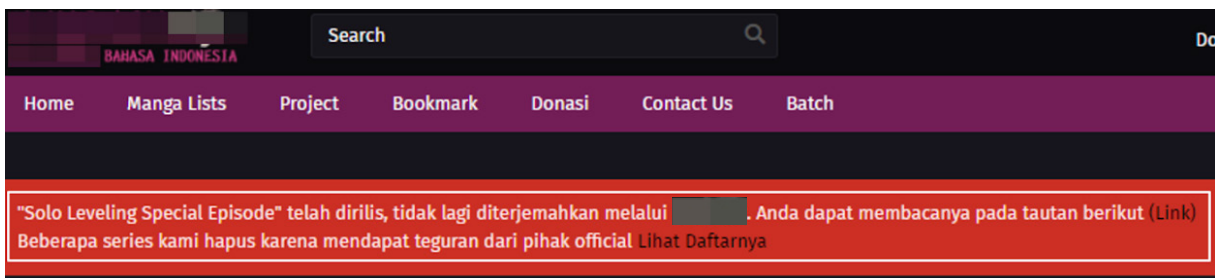 BAHASA INDONESIA
Search
Do
Home Manga Lists Project Bookmark Donasi Contact Us Batch
"Solo Leveling Special Episode" telah dirilis, tidak lagi diterjemahkan melalui . Anda dapat membacanya pada tautan berikut (Link)
Beberapa series kami hapus karena mendapat teguran dari pihak official Lihat Daftarnya